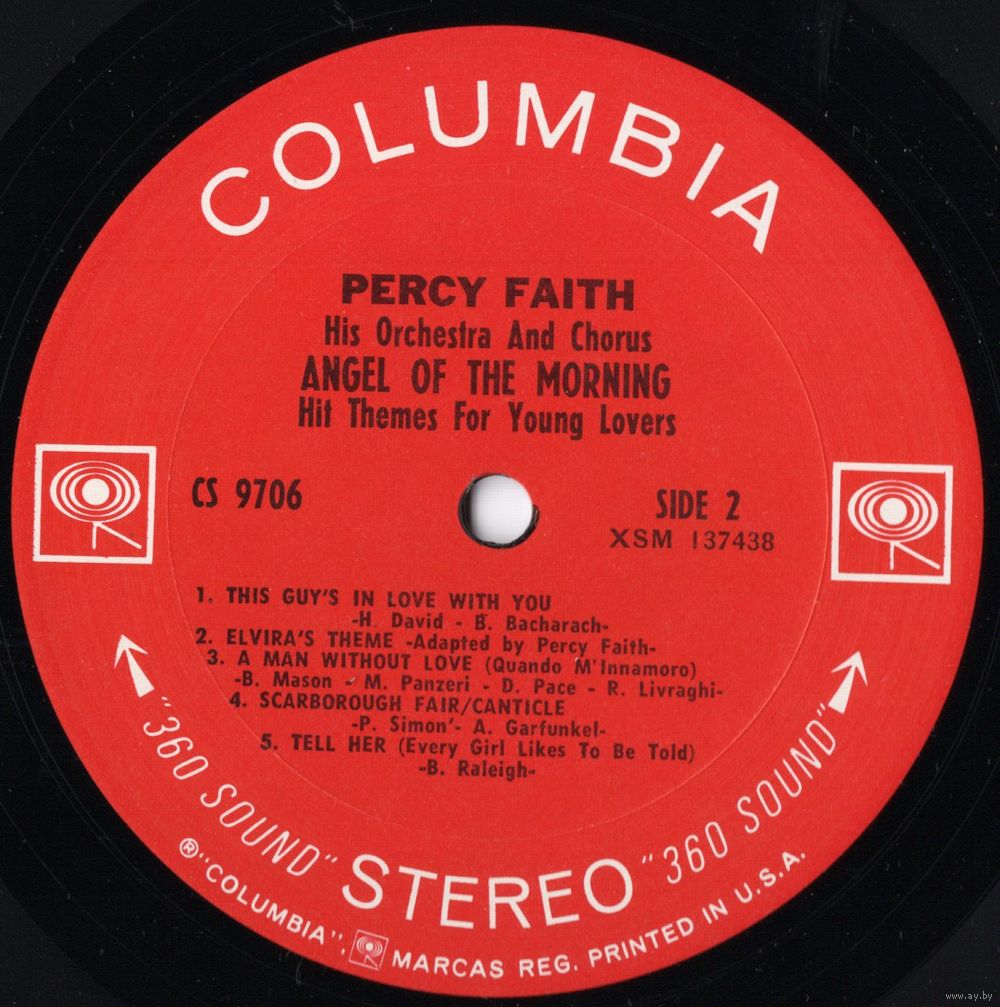 COLUMBIA
PERCY FAITH
His Orchestra And Chorus
ANGEL OF THE MORNING
Hit Themes For Young Lovers
CS 9706
SIDE 2
XSM 137438
1. THIS GUY'S IN LOVE WITH YOU
-H. David - B. Bacharach-
2. ELVIRA'S THEME -Adapted by Percy Faith-
3. A MAN WITHOUT LOVE (Quando M'Innamoro)
-B. Mason - M. Panzeri - D. Pace - R. Livraghi-
4. SCARBOROUGH FAIR/CANTICLE
-P. Simon - A. Garfunkel-
5. TELL HER (Every Girl Likes To Be Told)
-B. Raleigh-
"360 SOUND" STEREO "360 SOUND"
®"COLUMBIA", MARCAS REG. PRINTED IN U.S.A.
www.ay.by